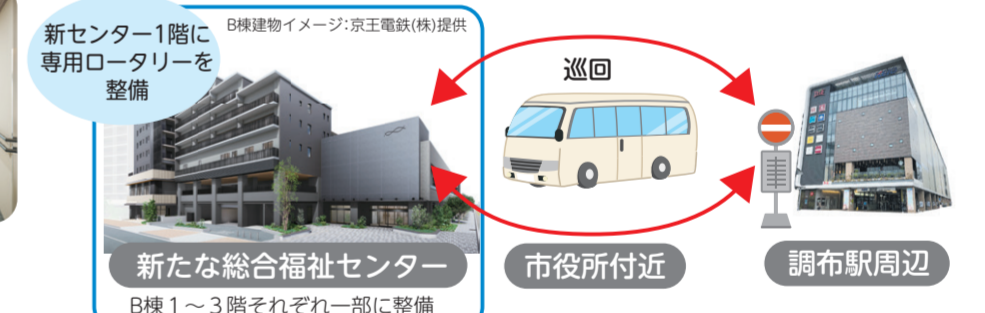 新センター1階に
専用ロータリーを
整備
B棟建物イメージ:京王電鉄(株)提供
巡回
新たな総合福祉センター
市役所付近
調布駅周辺
B棟1〜3階それぞれ一部に整備